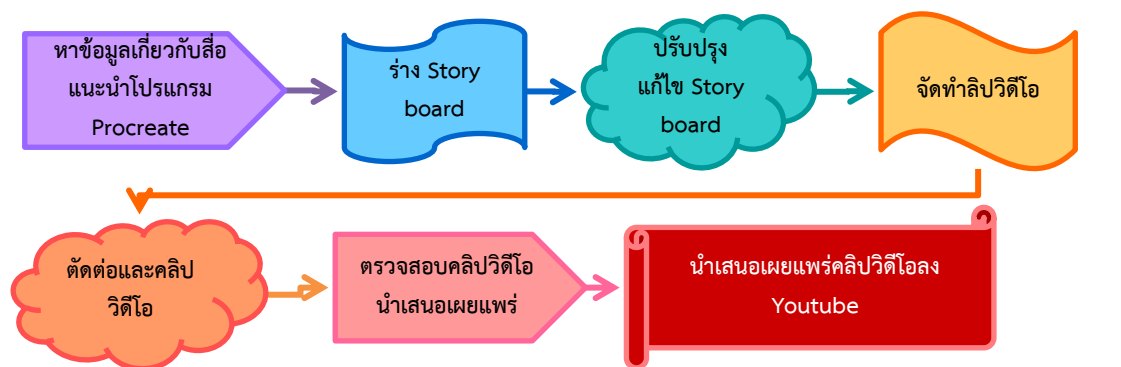 หาข้อมูลเกี่ยวกับสื่อ
แนะนำโปรแกรม
Procreate
ร่าง Story
board
ปรับปรุง
แก้ไข Story
board
จัดทำลิปวิดีโอ
ตัดต่อและคลิป
วิดีโอ
ตรวจสอบคลิปวิดีโอ
นำเสนอเผยแพร่
นำเสนอเผยแพร่คลิปวิดีโอลง
Youtube